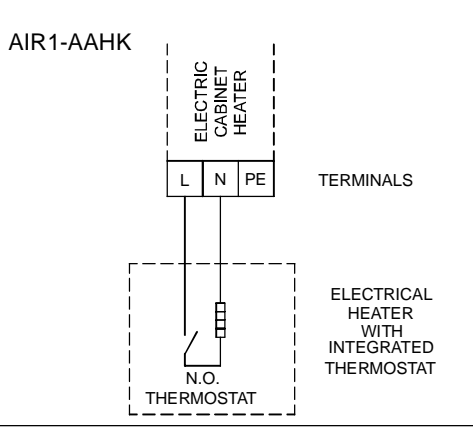 AIR1-AAHK
ELECTRIC
CABINET
HEATER
L N PE
TERMINALS
ELECTRICAL
HEATER
WITH
INTEGRATED
THERMOSTAT
N.O.
THERMOSTAT